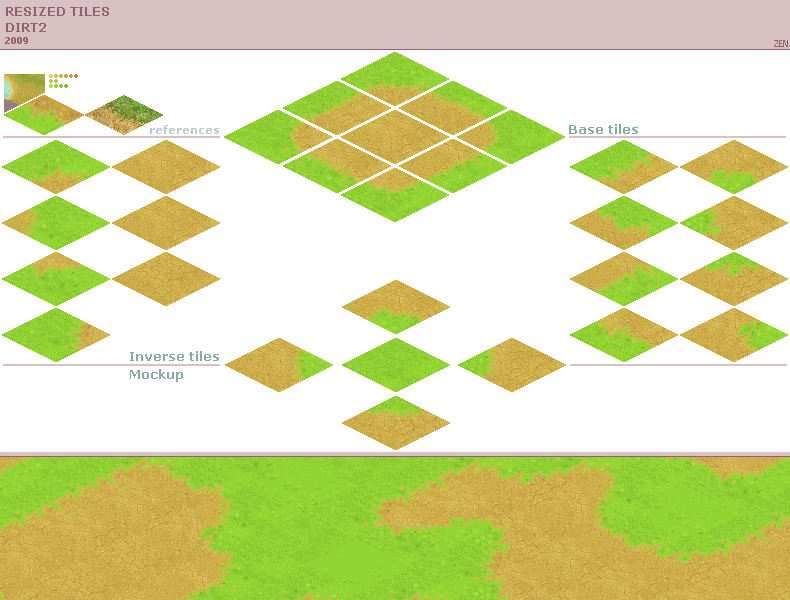 RESIZED TILES
DIRT2
2009
ZEN
references
Base tiles
Inverse tiles
Mockup